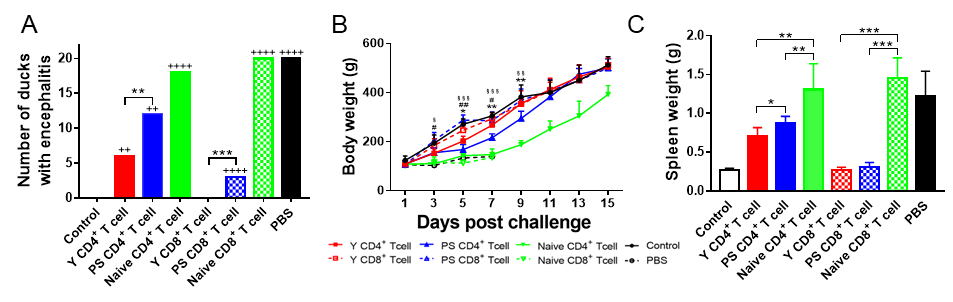 A
Number of ducks
with encephalitis
20
15
10
5
0
++
**
++
++++
***
++++
++++
++++
Control
Y CD4+ T cell
PS CD4+ T cell
Naive CD4+ T cell
Y CD8+ T cell
PS CD8+ T cell
Naive CD8+ T cell
PBS
B
Body weight (g)
600
400
200
0
§
#
§§§
##
*
§§§
#
**
§§
**
1 3 5 7 9 11 13 15
Days post challenge
Y CD4+ Tcell PS CD4+ Tcell Naive CD4+ Tcell Control
Y CD8+ Tcell PS CD8+ Tcell Naive CD8+ Tcell PBS
C
Spleen weight (g)
2.0
1.5
1.0
0.5
0.0
**
**
*
***
***
Control
Y CD4+ T cell
PS CD4+ T cell
Naive CD4+ T cell
Y CD8+ T cell
PS CD8+ T cell
Naive CD8+ T cell
PBS